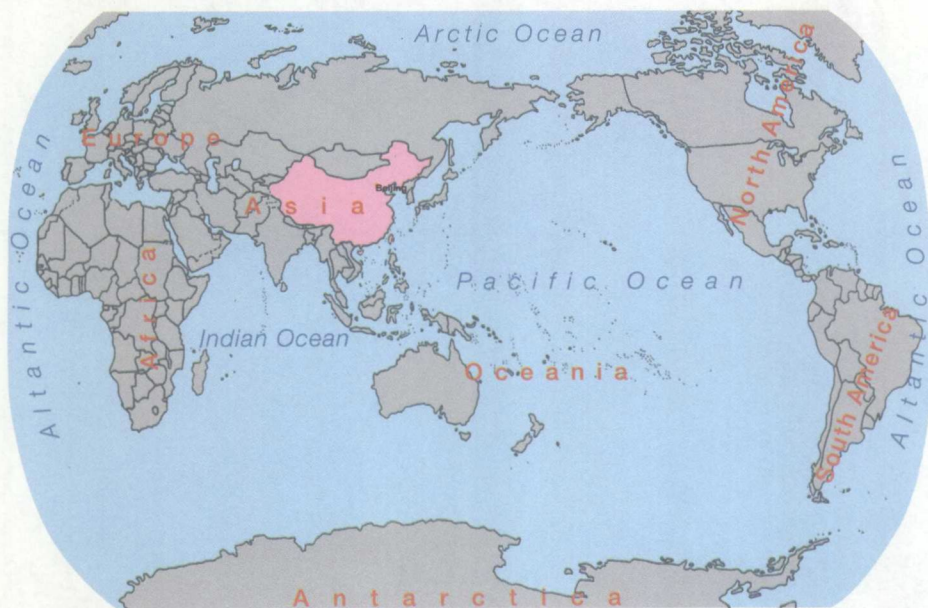 Arctic Ocean
North America
Europe
Altantic Ocean
Beijing
Asia
Africa
Pacific Ocean
Altantic Ocean
Indian Ocean
Oceania
South America
Antarctica